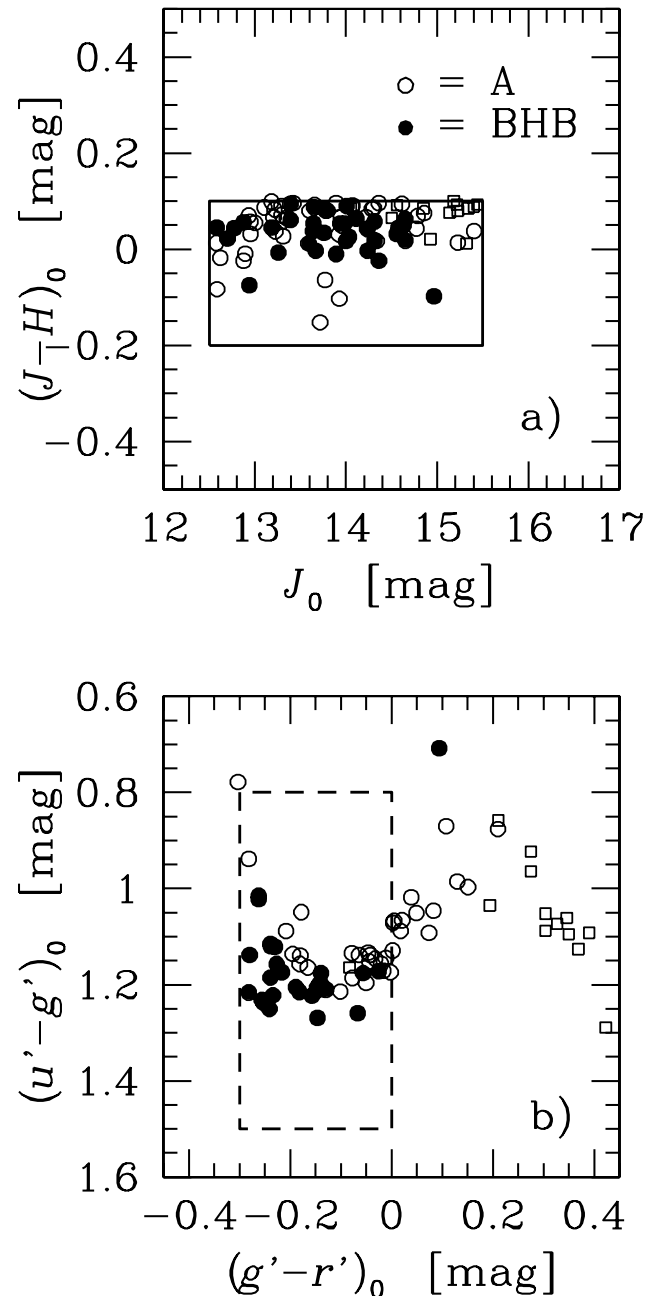 0.4
0.2
0
−0.2
−0.4
(J−H)₀ [mag]
○ = A
● = BHB
a)
12 13 14 15 16 17
J₀ [mag]
0.6
0.8
1
1.2
1.4
1.6
(u'−g')₀ [mag]
b)
−0.4 −0.2 0 0.2 0.4
(g'−r')₀ [mag]